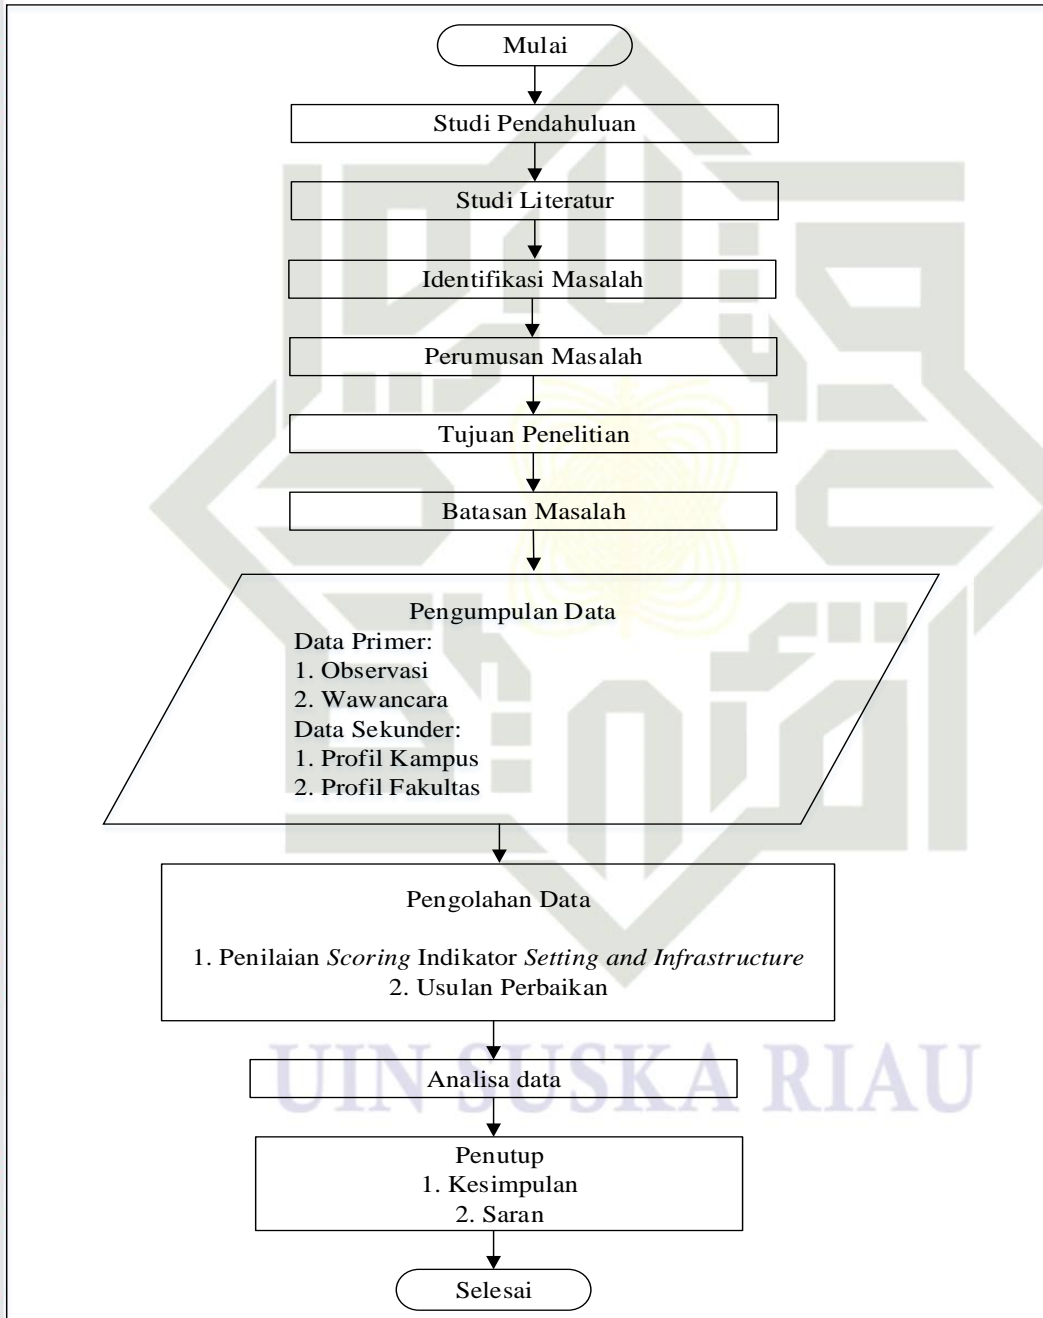 Mulai
Studi Pendahuluan
Studi Literatur
Identifikasi Masalah
Perumusan Masalah
Tujuan Penelitian
Batasan Masalah
Pengumpulan Data
Data Primer:
1. Observasi
2. Wawancara
Data Sekunder:
1. Profil Kampus
2. Profil Fakultas
Pengolahan Data
1. Penilaian Scoring Indikator Setting and Infrastructure
2. Usulan Perbaikan
UIN SUSKA RIAU
Analisa data
Penutup
1. Kesimpulan
2. Saran
Selesai